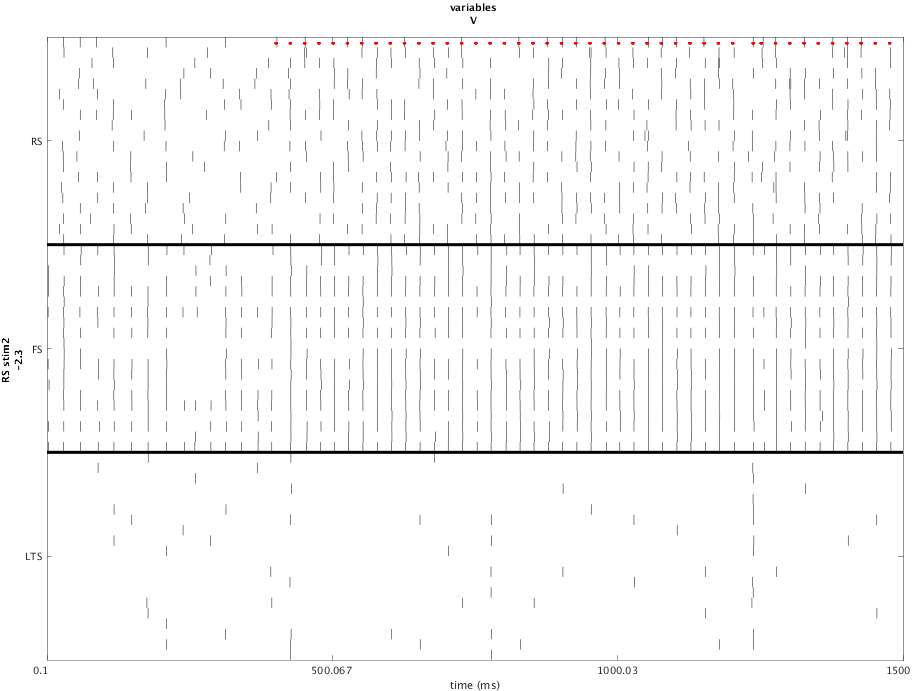 variables
V
RS
FS
LTS
RS stim2
-2.3
0.1
500.067
1000.03
1500
time (ms)